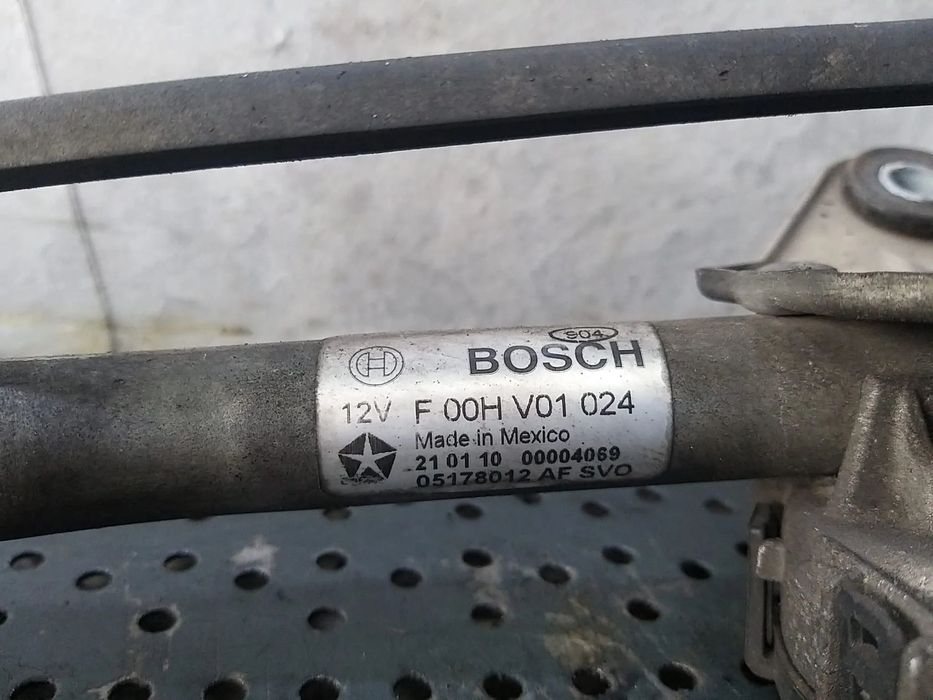 S04
BOSCH
12V F 00H V01 024
Made in Mexico
21 01 10 00004069
05178012 AF SVO